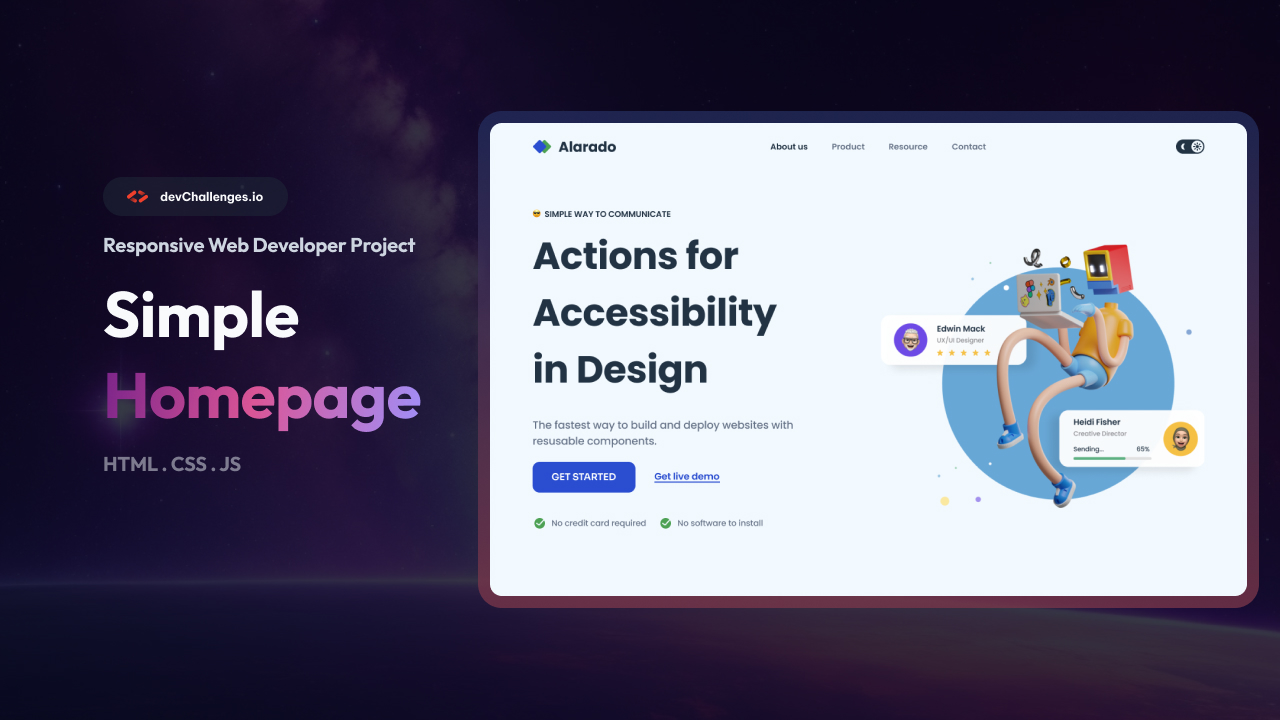 devChallenges.io
Responsive Web Developer Project
Simple
Homepage
HTML . CSS . JS
Alarado
About us
Product
Resource
Contact
SIMPLE WAY TO COMMUNICATE
Actions for
Accessibility
in Design
The fastest way to build and deploy websites with
resusable components.
GET STARTED
Get live demo
No credit card required
No software to install
Edwin Mack
UX/UI Designer
Heidi Fisher
Creative Director
Sending...
65%